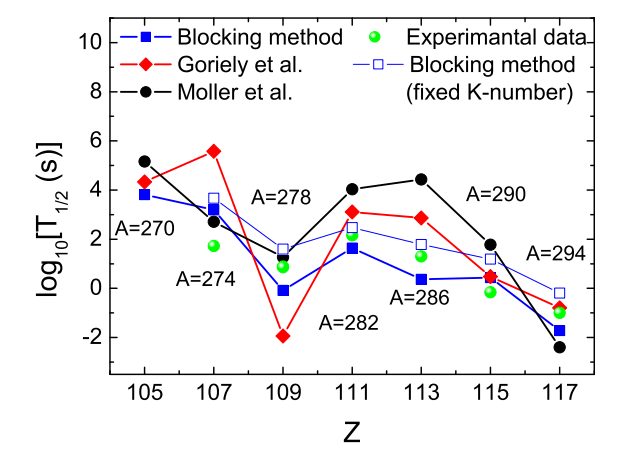 Blocking method
Experimantal data
Goriely et al.
Blocking method
Moller et al.
(fixed K-number)
10
8
6
4
2
0
-2
log10[T1/2 (s)]
A=270
A=274
A=278
A=282
A=286
A=290
A=294
105 107 109 111 113 115 117
Z